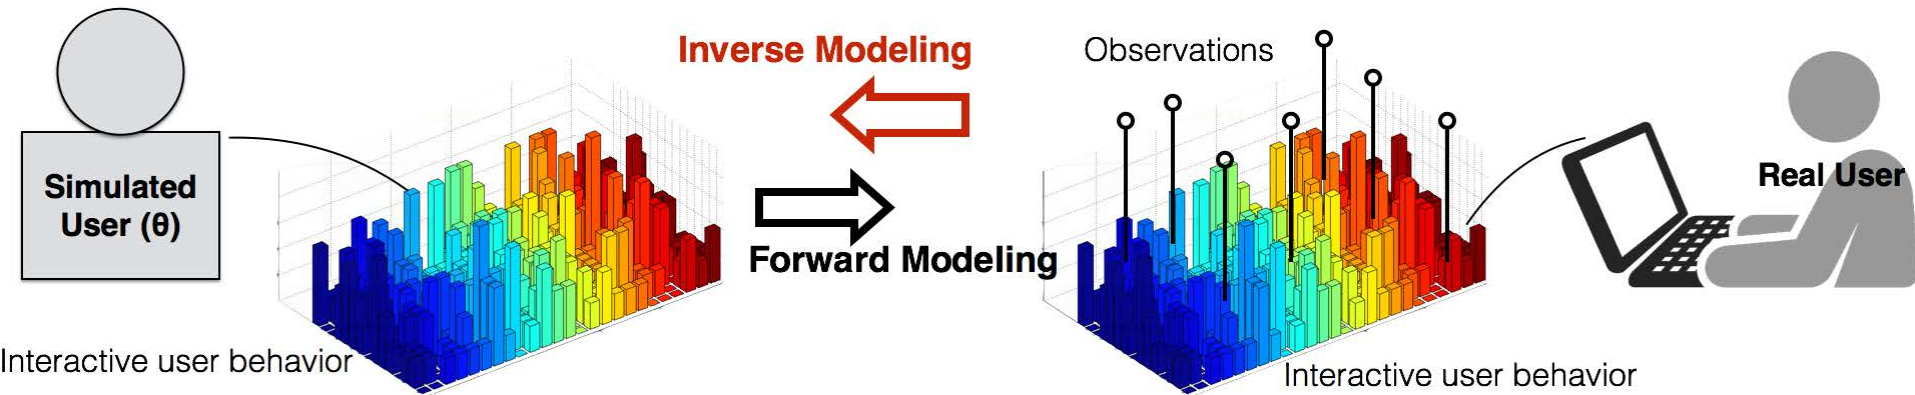 Simulated
User (θ)
Interactive user behavior
Inverse Modeling
Forward Modeling
Observations
Real User
Interactive user behavior